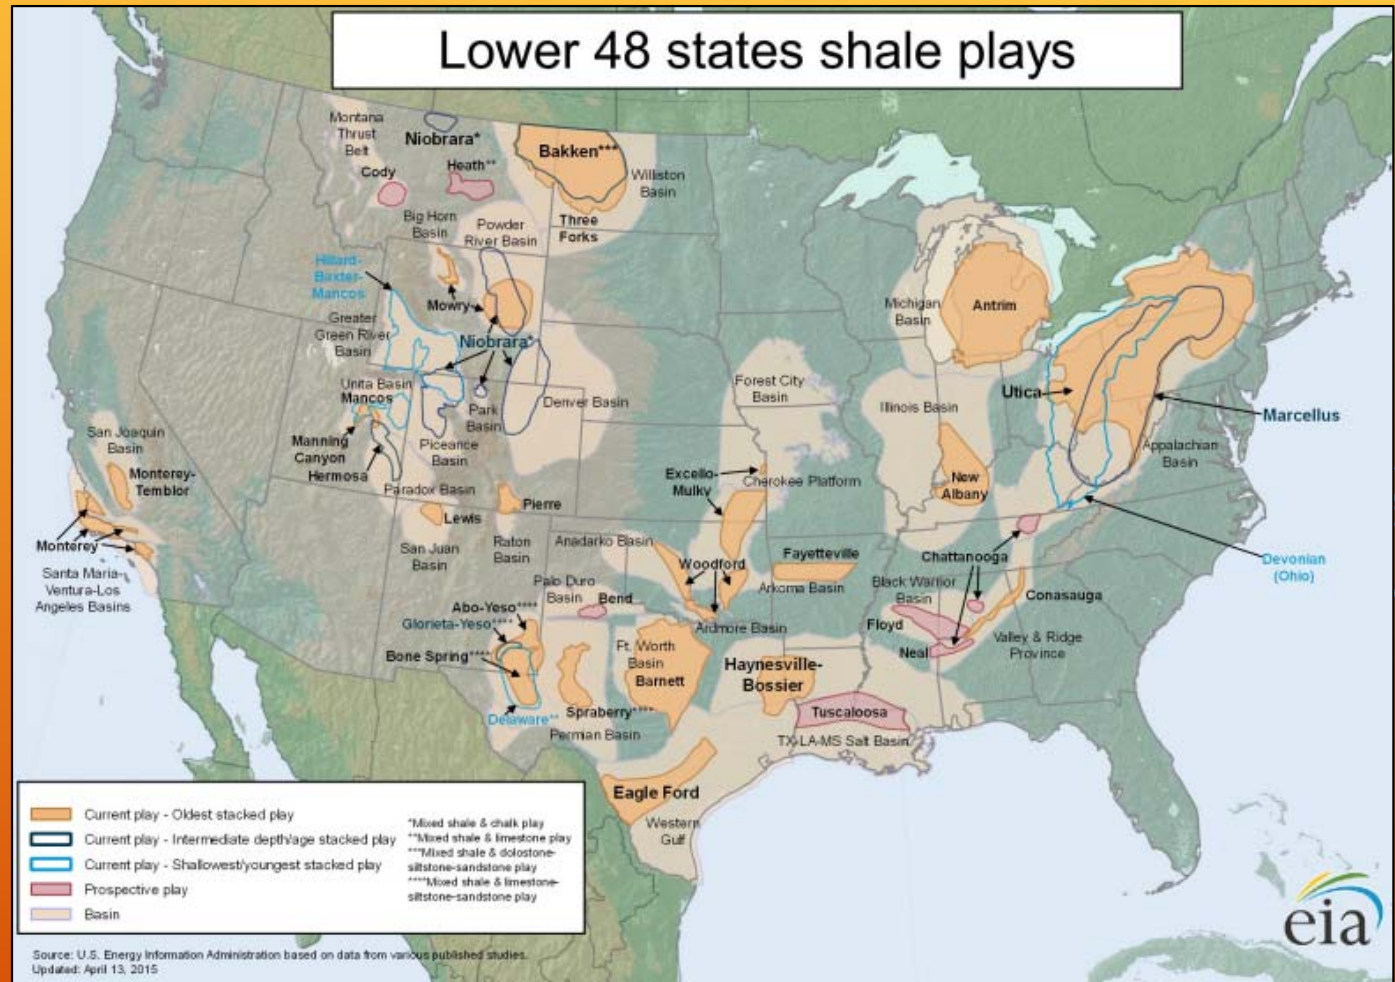 Lower 48 states shale plays
Montana
Thrust
Belt
Niobrara*
Bakken***
Cody
Heath**
Williston
Basin
Big Horn
Basin
Powder
River Basin
Three
Forks
Hilliard-
Baxter-
Mancos
Mowry
Greater
Green River
Basin
Niobrara*
Michigan
Basin
Antrim
Unita Basin
Mancos
Park
Basin
Denver Basin
Forest City
Basin
Illinois Basin
Utica
Marcellus
Appalachian
Basin
San Joaquin
Basin
Manning
Canyon
Hermosa
Piceance
Basin
Monterey-
Temblor
Paradox Basin
Excello-
Mulky
Cherokee Platform
New
Albany
Pierre
Lewis
Monterey
San Juan
Basin
Raton
Basin
Anadarko Basin
Woodford
Fayetteville
Arkoma Basin
Chattanooga
Devonian
(Ohio)
Santa Maria-
Ventura-Los
Angeles Basins
Palo Duro
Basin
Bend
Black Warrior
Basin
Conasauga
Abo-Yeso****
Glorieta-Yeso****
Ardmore Basin
Floyd
Bone Spring****
Ft. Worth
Basin
Barnett
Haynesville-
Bossier
Neal
Valley & Ridge
Province
Delaware**
Spraberry****
Permian Basin
Tuscaloosa
TX-LA-MS Salt Basin
Eagle Ford
Western
Gulf
Current play - Oldest stacked play
Current play - Intermediate depth/age stacked play
Current play - Shallowest/youngest stacked play
Prospective play
Basin
*Mixed shale & chalk play
**Mixed shale & limestone play
***Mixed shale & dolostone-
siltstone-sandstone play
****Mixed shale & limestone-
siltstone-sandstone play
eia
Source: U.S. Energy Information Administration based on data from various published studies.
Updated: April 13, 2015